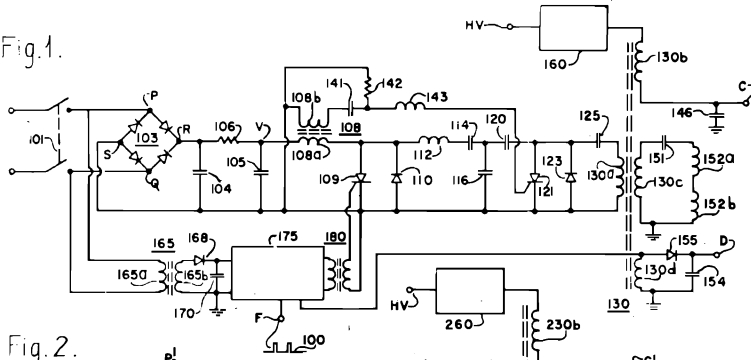 Fig.1.
HV
160
130b
C
146
141
142
143
108b
108
108a
P
103
R
S
Q
101
106
V
104
105
109
110
112
114
116
120
121
123
125
130a
130c
151
152a
152b
165
165a
165b
168
170
175
180
F
100
155
D
130d
154
130
HV
260
230b
Fig.2.